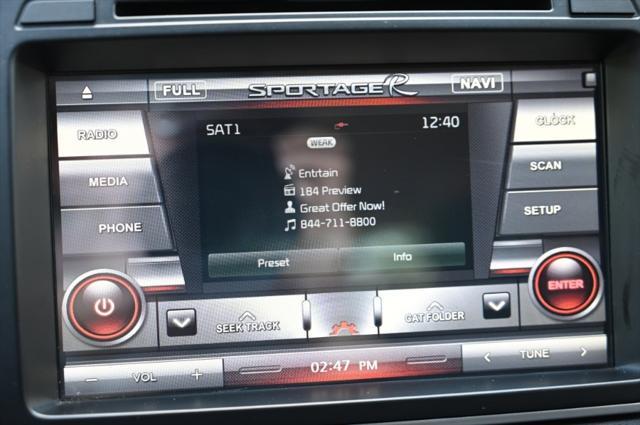 FULL
SPORTAGE R
NAVI
RADIO
MEDIA
PHONE
SAT1
12:40
WEAK
Entrtain
184 Preview
Great Offer Now!
844-711-8800
Preset
Info
CLOCK
SCAN
SETUP
ENTER
SEEK TRACK
CAT FOLDER
− VOL +
02:47 PM
< TUNE >